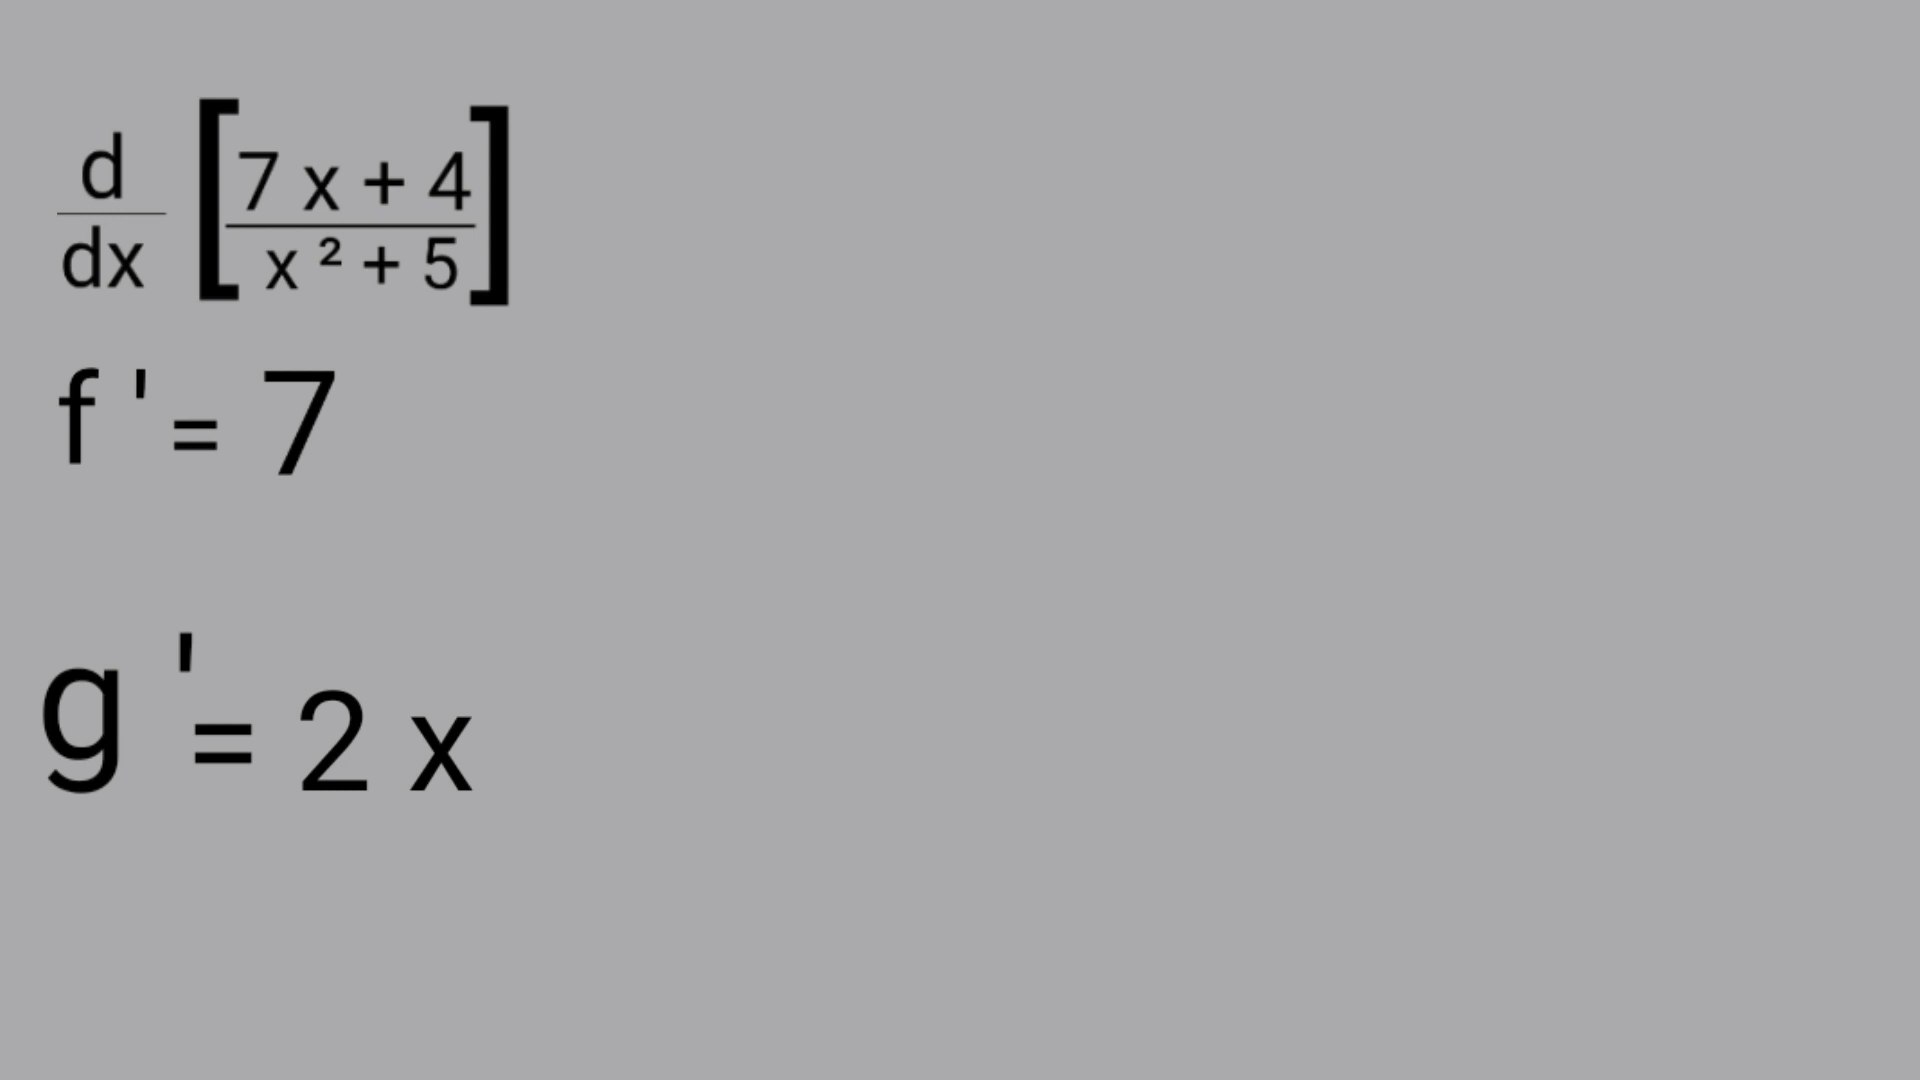 d/dx [7 x + 4 / x ² + 5]
f ' = 7
g ' = 2 x